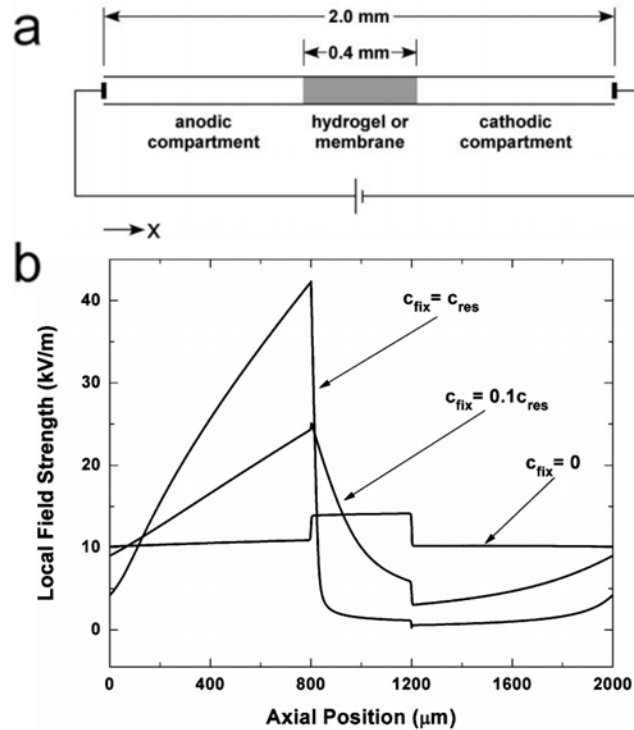 a
2.0 mm
0.4 mm
anodic compartment
hydrogel or membrane
cathodic compartment
X
b
Local Field Strength (kV/m)
40
30
20
10
0
c_fix = c_res
c_fix = 0.1c_res
c_fix = 0
0 400 800 1200 1600 2000
Axial Position (μm)